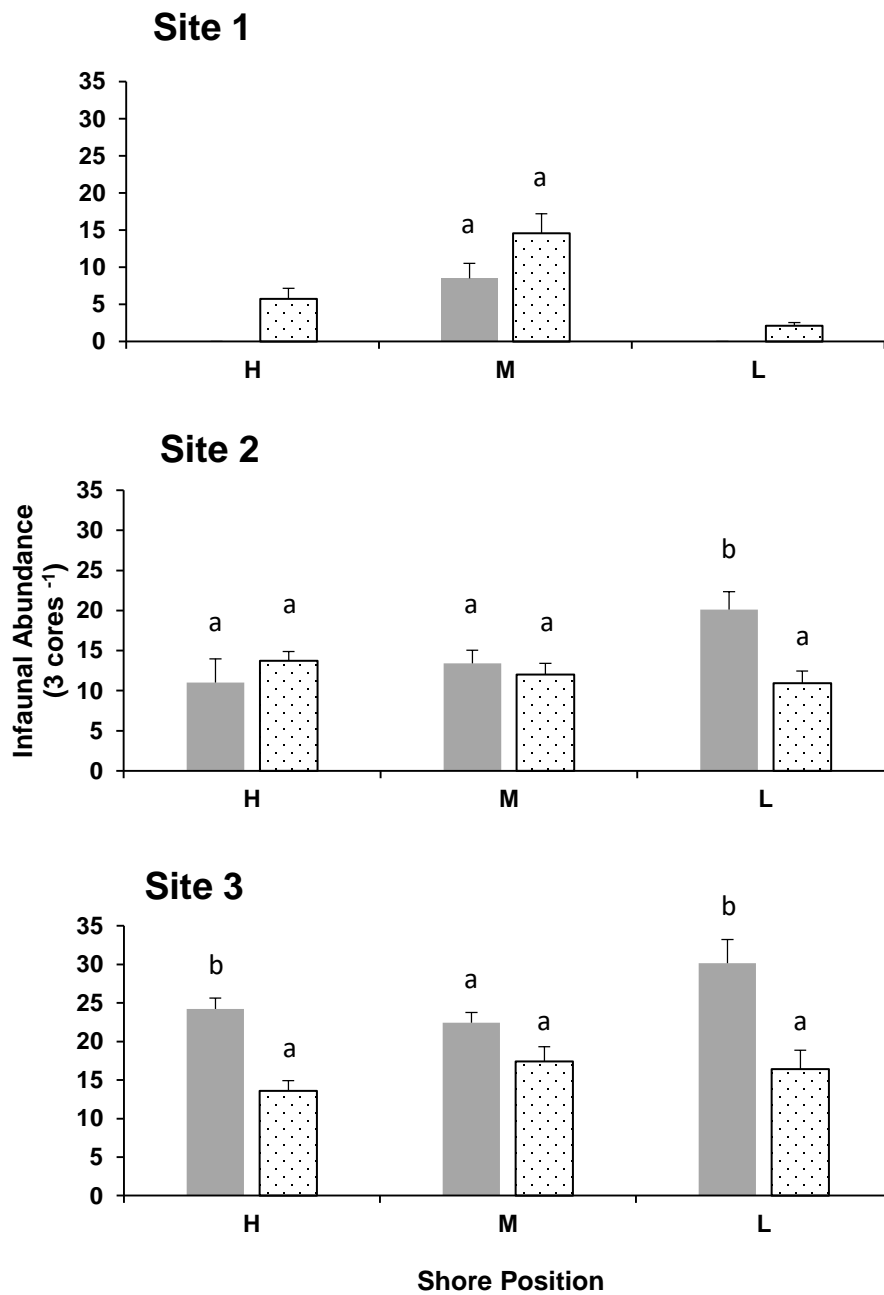 Site 1
35
30
25
20
15
10
5
0
a
a
H M L
Site 2
Infaunal Abundance
(3 cores -1)
35
30
25
20
15
10
5
0
a a a a b a
H M L
Site 3
35
30
25
20
15
10
5
0
b a a a b a
H M L
Shore Position